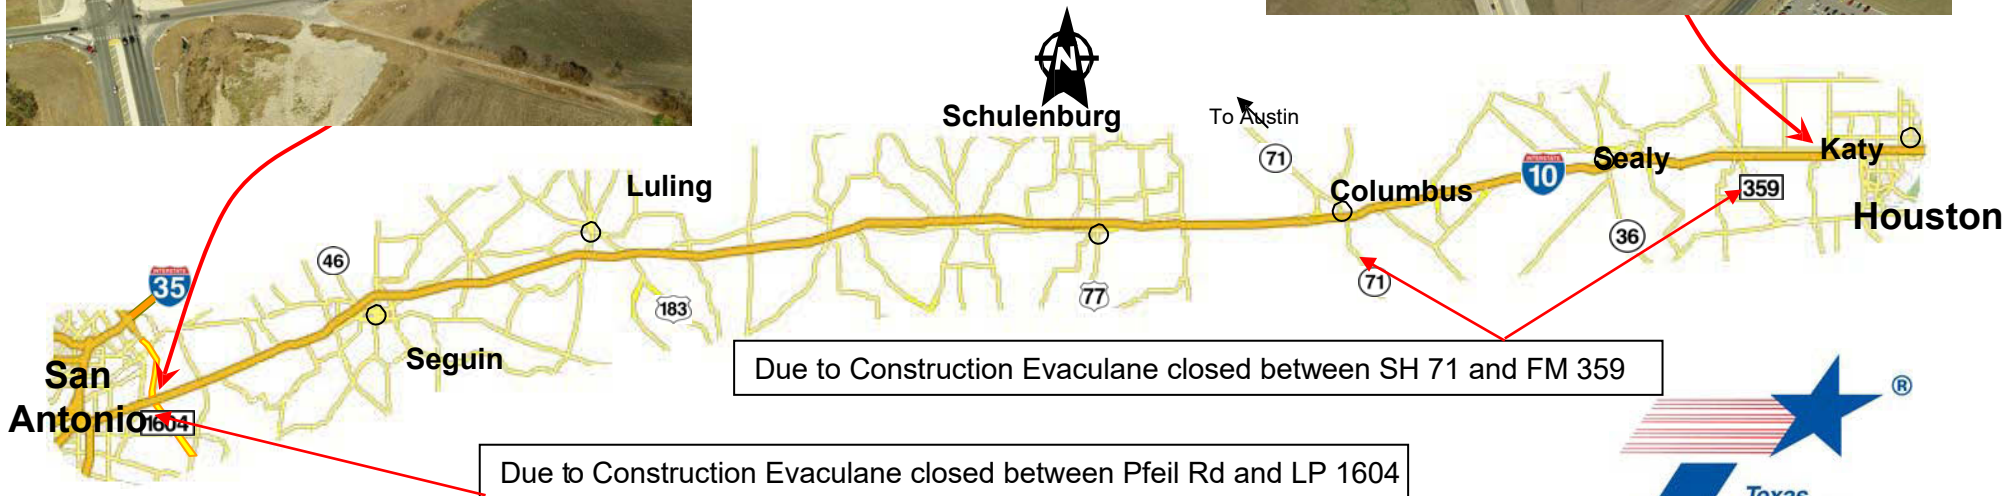 N
Schulenburg
To Austin
71
Luling
Columbus
INTERSTATE
10
Sealy
Katy
359
Houston
36
46
INTERSTATE
35
183
77
71
Seguin
San
Antonio
1604
Due to Construction Evaculane closed between SH 71 and FM 359
Due to Construction Evaculane closed between Pfeil Rd and LP 1604
®
Texas